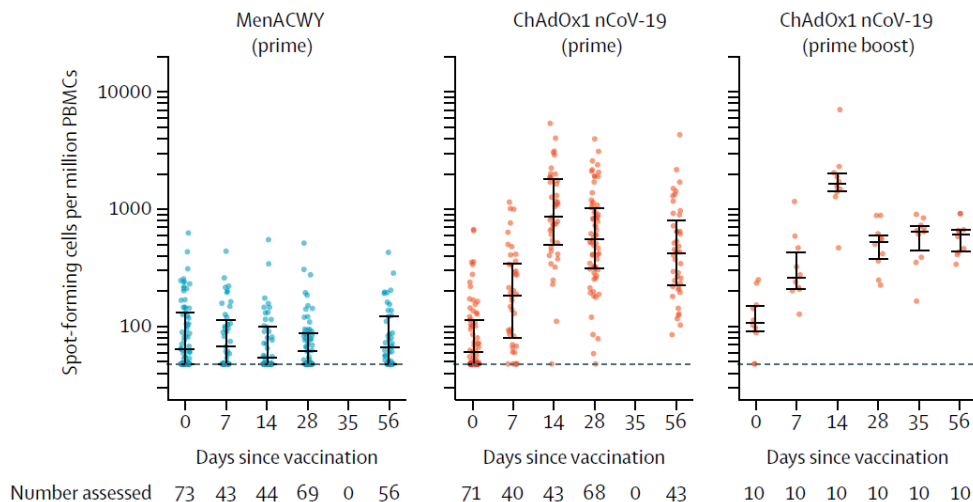 MenACWY
(prime)
ChAdOx1 nCoV-19
(prime)
ChAdOx1 nCoV-19
(prime boost)
Spot-forming cells per million PBMCs
10 000
1000
100
0 7 14 28 35 56
Days since vaccination
0 7 14 28 35 56
Days since vaccination
0 7 14 28 35 56
Days since vaccination
Number assessed 73 43 44 69 0 56 71 40 43 68 0 43 10 10 10 10 10 10